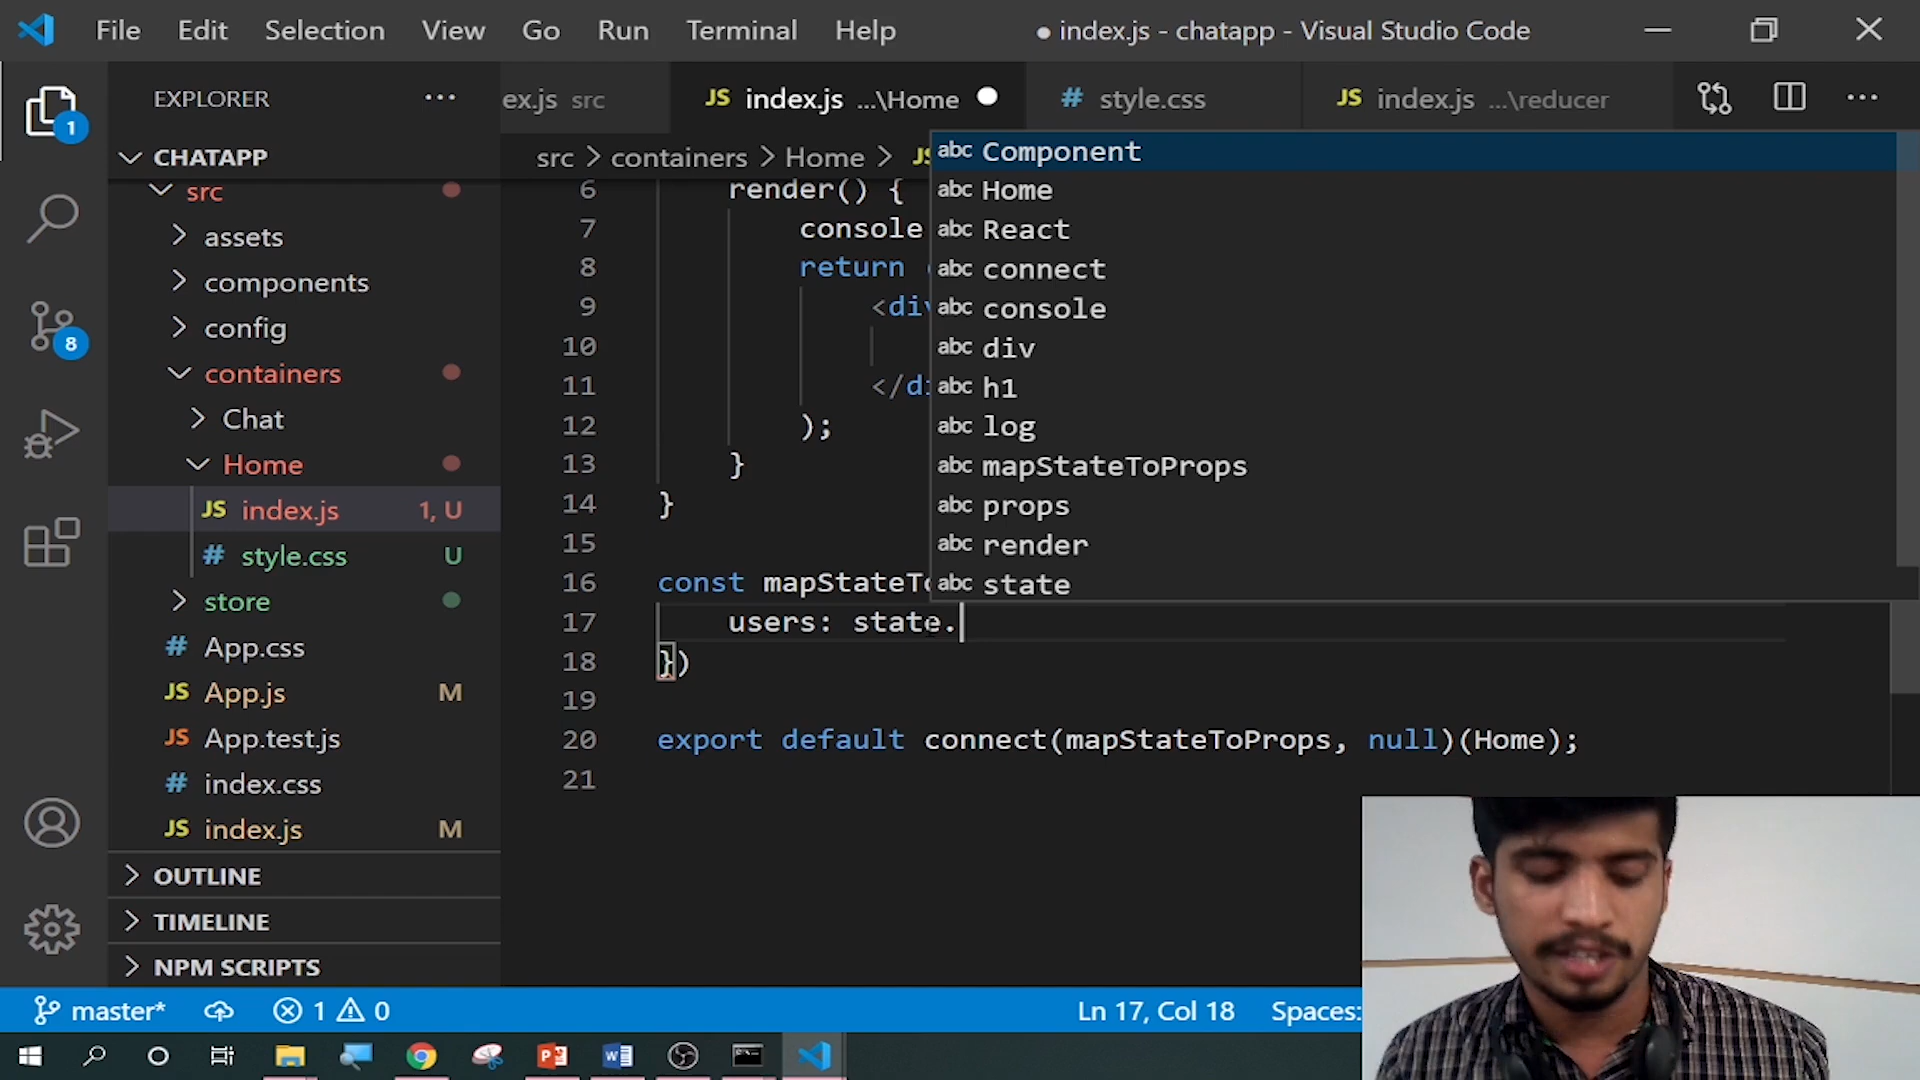 File Edit Selection View Go Run Terminal Help
● index.js - chatapp - Visual Studio Code
EXPLORER
ex.js src
JS index.js ...\Home
# style.css
JS index.js ...\reducer
1
CHATAPP
src > containers > Home >
src
assets
components
config
containers
Chat
Home
JS index.js 1, U
# style.css U
store
# App.css
JS App.js M
JS App.test.js
# index.css
JS index.js M
OUTLINE
TIMELINE
NPM SCRIPTS
8
6 render() {
7 console
8 return
9 <div
10
11 </di
12 );
13 }
14 }
15
16 const mapStateTo
17 users: state.
18 })
19
20 export default connect(mapStateToProps, null)(Home);
21
abc Component
abc Home
abc React
abc connect
abc console
abc div
abc h1
abc log
abc mapStateToProps
abc props
abc render
abc state
master* 1 0
Ln 17, Col 18 Spaces: